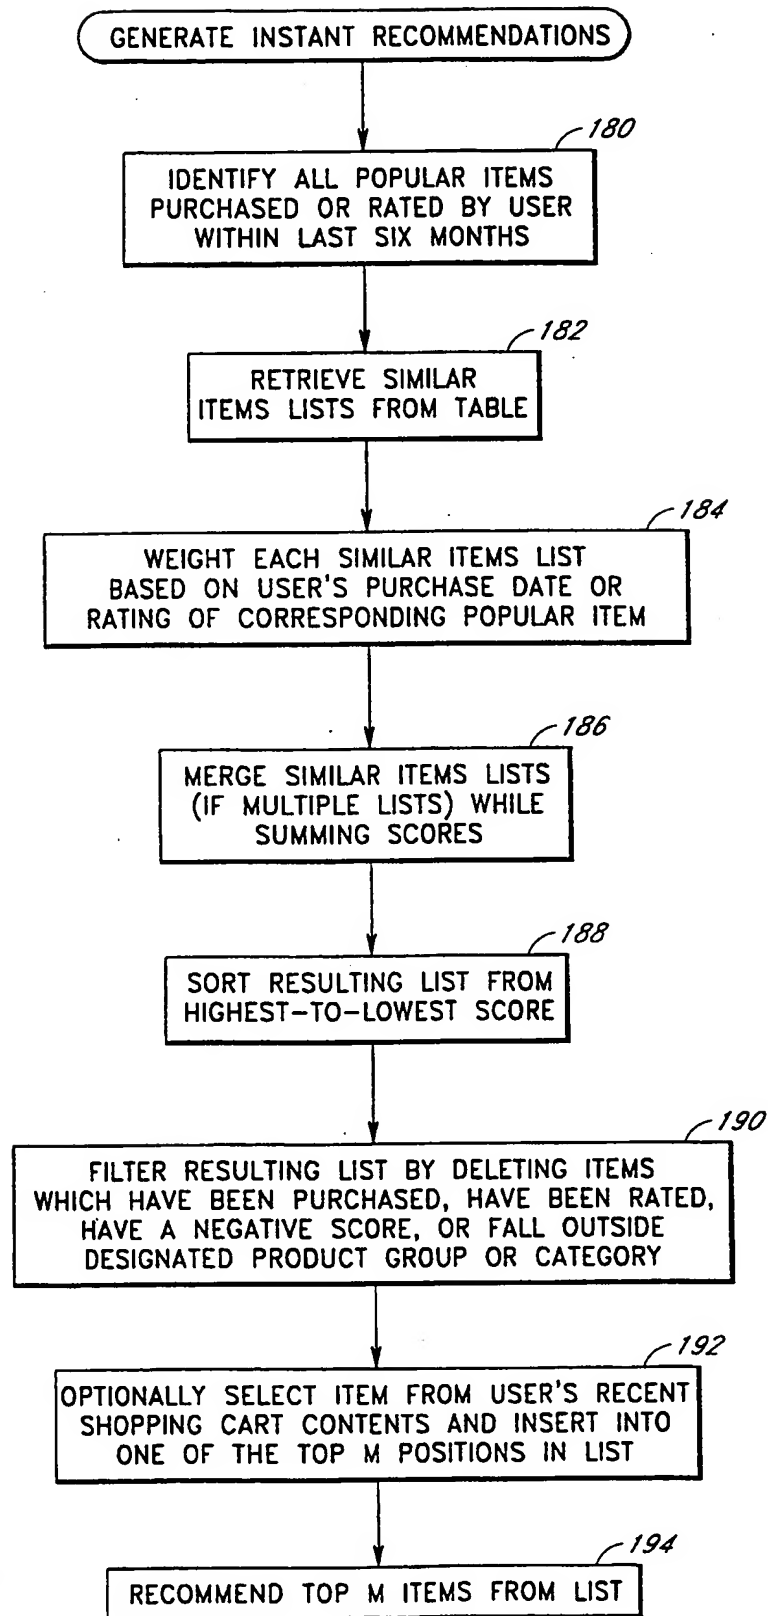 GENERATE INSTANT RECOMMENDATIONS
180
IDENTIFY ALL POPULAR ITEMS
PURCHASED OR RATED BY USER
WITHIN LAST SIX MONTHS
182
RETRIEVE SIMILAR
ITEMS LISTS FROM TABLE
184
WEIGHT EACH SIMILAR ITEMS LIST
BASED ON USER'S PURCHASE DATE OR
RATING OF CORRESPONDING POPULAR ITEM
186
MERGE SIMILAR ITEMS LISTS
(IF MULTIPLE LISTS) WHILE
SUMMING SCORES
188
SORT RESULTING LIST FROM
HIGHEST-TO-LOWEST SCORE
190
FILTER RESULTING LIST BY DELETING ITEMS
WHICH HAVE BEEN PURCHASED, HAVE BEEN RATED,
HAVE A NEGATIVE SCORE, OR FALL OUTSIDE
DESIGNATED PRODUCT GROUP OR CATEGORY
192
OPTIONALLY SELECT ITEM FROM USER'S RECENT
SHOPPING CART CONTENTS AND INSERT INTO
ONE OF THE TOP M POSITIONS IN LIST
194
RECOMMEND TOP M ITEMS FROM LIST